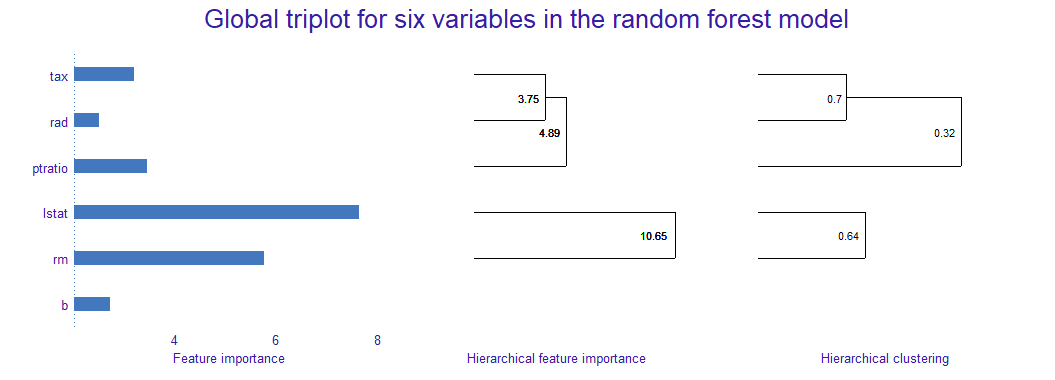 Global triplot for six variables in the random forest model
tax
rad
ptratio
lstat
rm
b
4 6 8
Feature importance
3.75
4.89
10.65
Hierarchical feature importance
0.7
0.32
0.64
Hierarchical clustering